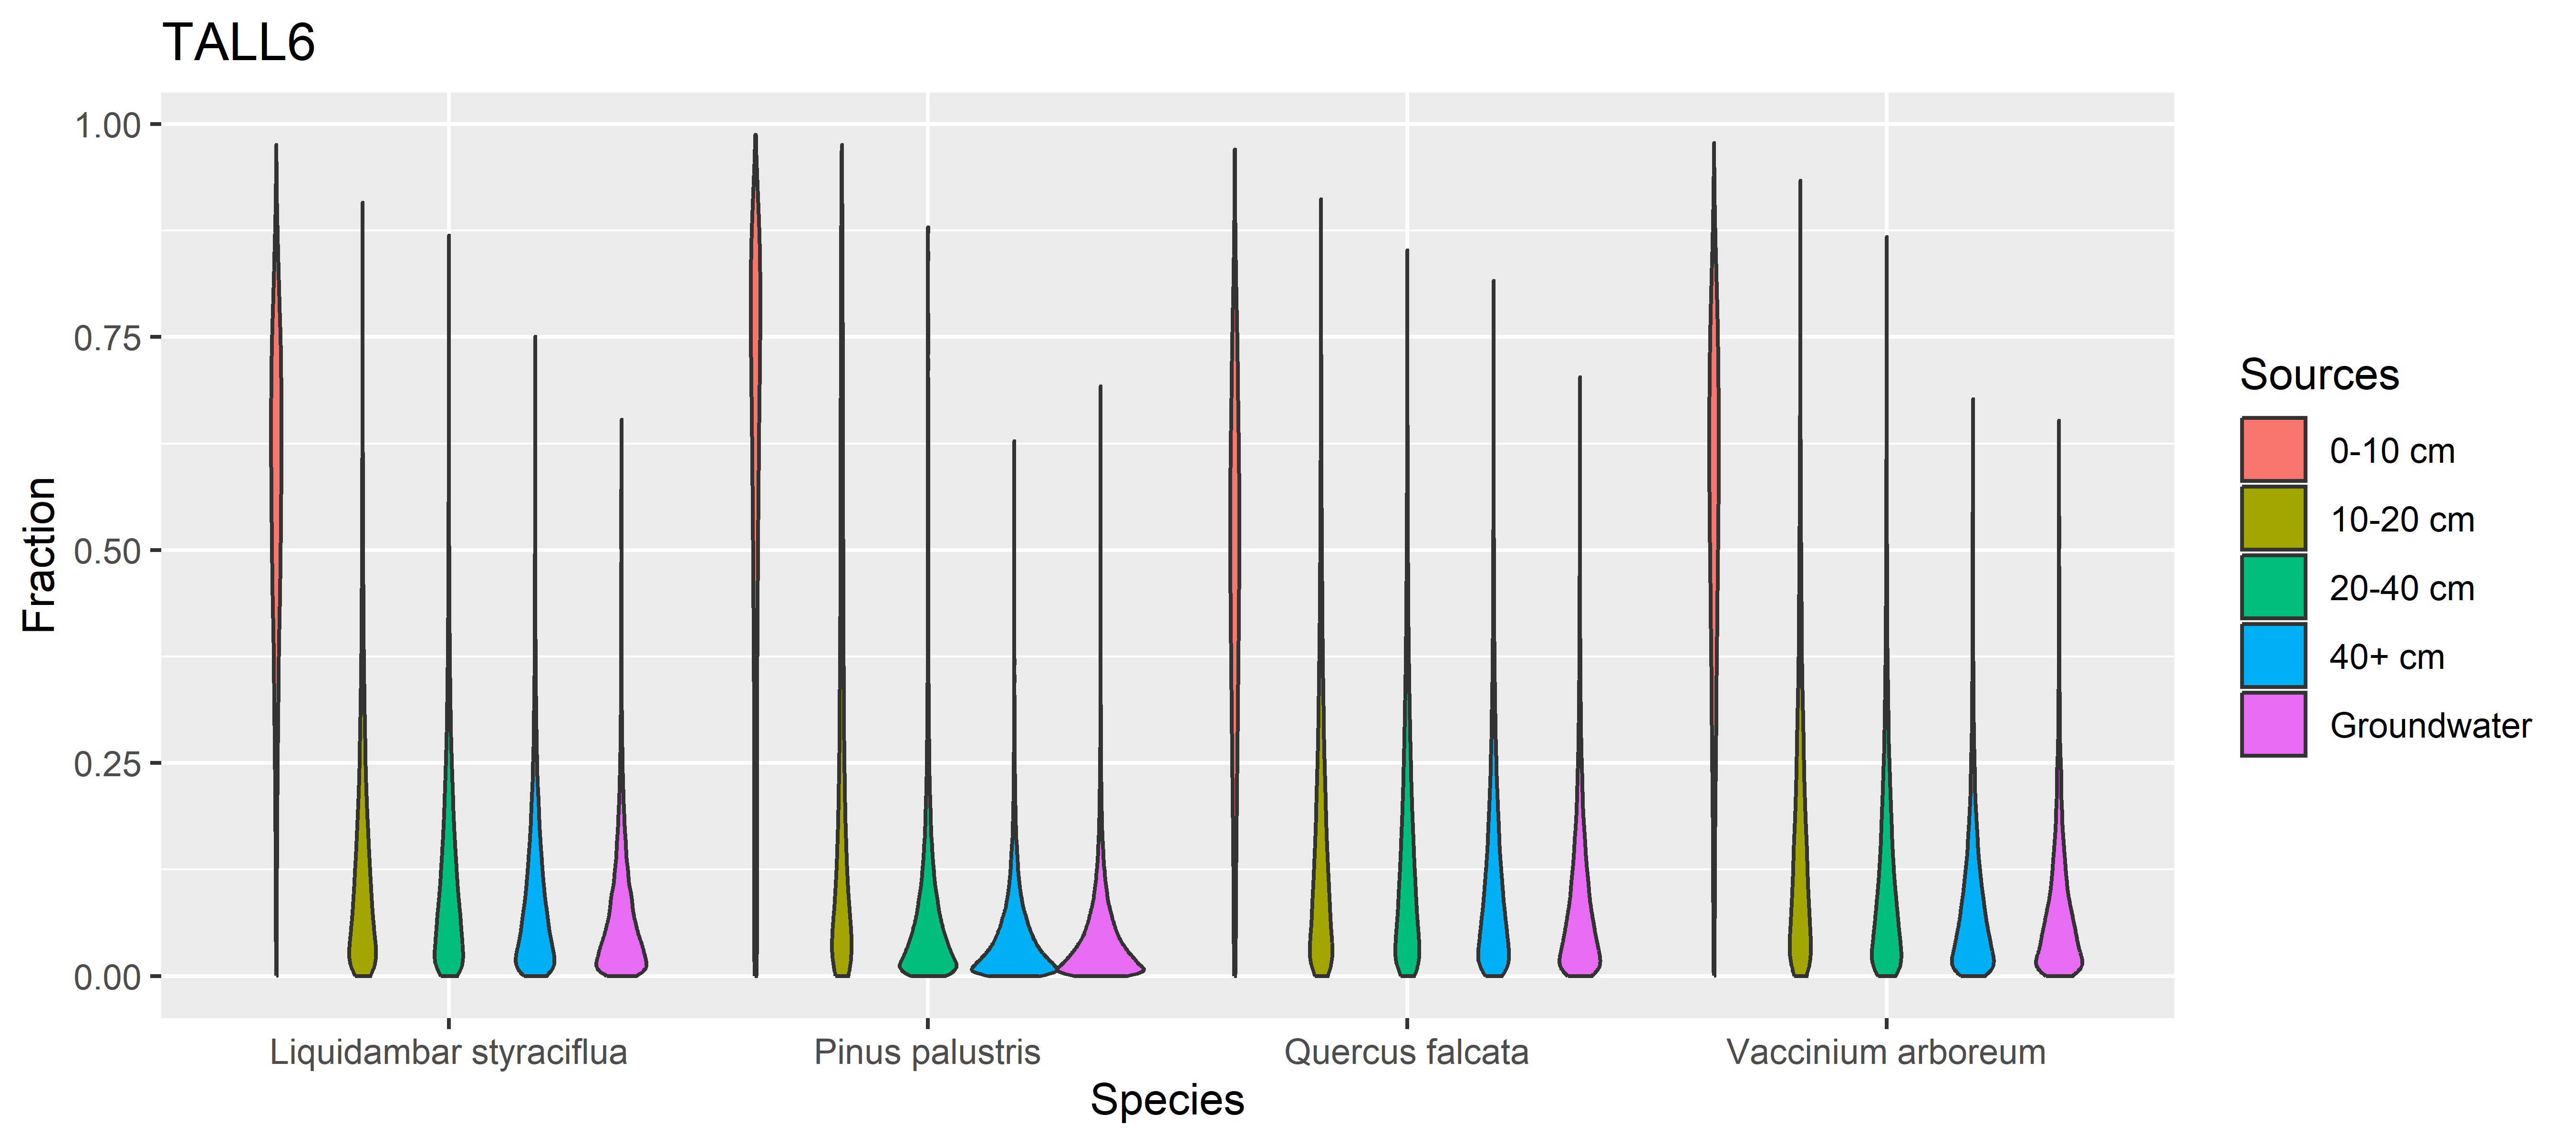 TALL6
1.00
0.75
0.50
0.25
0.00
Fraction
Liquidambar styraciflua
Pinus palustris
Quercus falcata
Vaccinium arboreum
Species
Sources
0-10 cm
10-20 cm
20-40 cm
40+ cm
Groundwater